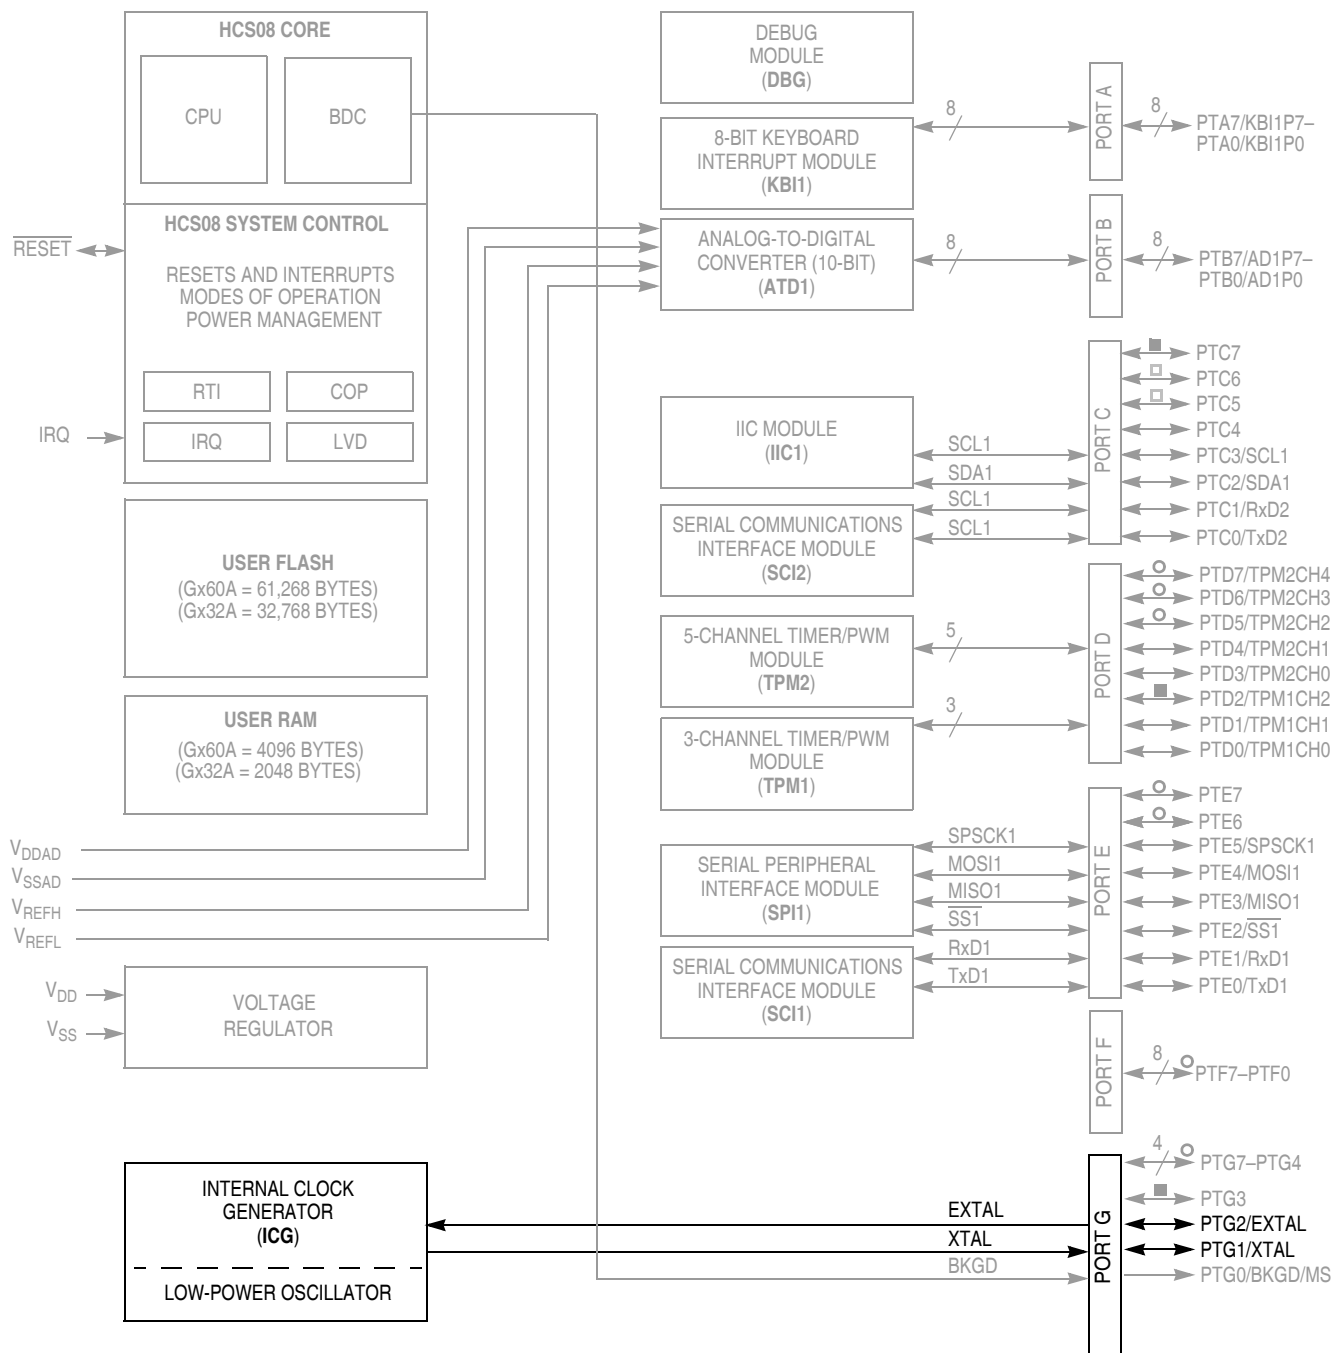 HCS08 CORE
CPU
BDC
HCS08 SYSTEM CONTROL
RESETS AND INTERRUPTS
MODES OF OPERATION
POWER MANAGEMENT
RTI
COP
IRQ
LVD
RESET
IRQ
USER FLASH
(Gx60A = 61,268 BYTES)
(Gx32A = 32,768 BYTES)
USER RAM
(Gx60A = 4096 BYTES)
(Gx32A = 2048 BYTES)
VDDAD
VSSAD
VREFH
VREFL
VDD
VSS
VOLTAGE
REGULATOR
INTERNAL CLOCK
GENERATOR
(ICG)
LOW-POWER OSCILLATOR
DEBUG
MODULE
(DBG)
8-BIT KEYBOARD
INTERRUPT MODULE
(KBI1)
8
ANALOG-TO-DIGITAL
CONVERTER (10-BIT)
(ATD1)
8
IIC MODULE
(IIC1)
SCL1
SDA1
SERIAL COMMUNICATIONS
INTERFACE MODULE
(SCI2)
SCL1
SCL1
5-CHANNEL TIMER/PWM
MODULE
(TPM2)
5
3-CHANNEL TIMER/PWM
MODULE
(TPM1)
3
SERIAL PERIPHERAL
INTERFACE MODULE
(SPI1)
SPSCK1
MOSI1
MISO1
SS1
SERIAL COMMUNICATIONS
INTERFACE MODULE
(SCI1)
RxD1
TxD1
EXTAL
XTAL
BKGD
PORT A
8
PTA7/KBI1P7–
PTA0/KBI1P0
PORT B
8
PTB7/AD1P7–
PTB0/AD1P0
PORT C
PTC7
PTC6
PTC5
PTC4
PTC3/SCL1
PTC2/SDA1
PTC1/RxD2
PTC0/TxD2
PORT D
PTD7/TPM2CH4
PTD6/TPM2CH3
PTD5/TPM2CH2
PTD4/TPM2CH1
PTD3/TPM2CH0
PTD2/TPM1CH2
PTD1/TPM1CH1
PTD0/TPM1CH0
PORT E
PTE7
PTE6
PTE5/SPSCK1
PTE4/MOSI1
PTE3/MISO1
PTE2/SS1
PTE1/RxD1
PTE0/TxD1
PORT F
8
PTF7–PTF0
PORT G
4
PTG7–PTG4
PTG3
PTG2/EXTAL
PTG1/XTAL
PTG0/BKGD/MS